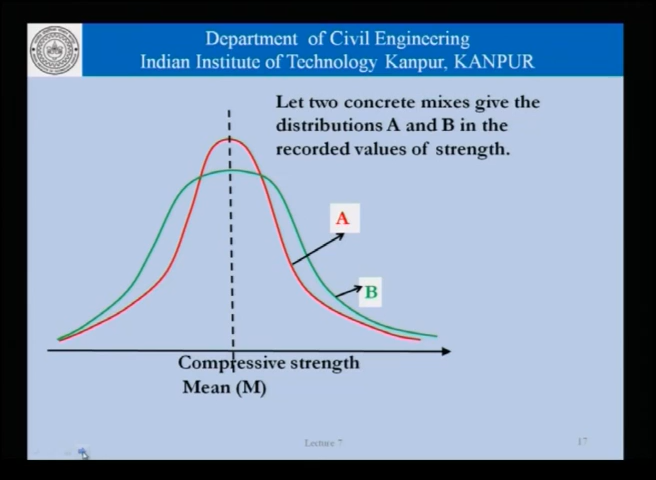 Department of Civil Engineering
Indian Institute of Technology Kanpur, KANPUR
Let two concrete mixes give the
distributions A and B in the
recorded values of strength.
A
B
Compressive strength
Mean (M)
Lecture 7
17